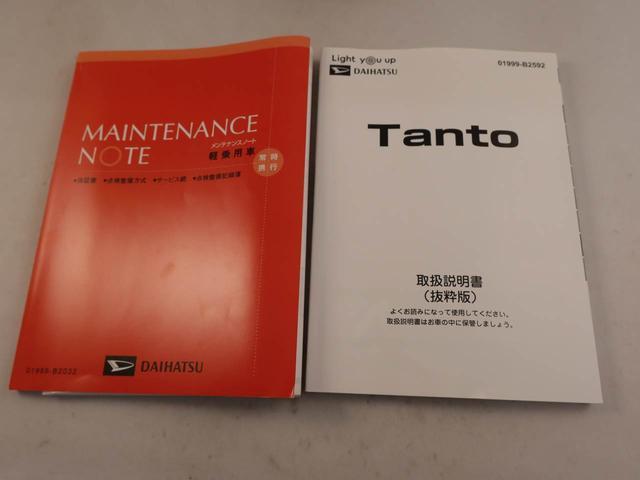 MAINTENANCE
NOTE
メンテナンスノート
軽乗用車
常時
携行
●保証書 ●点検整備方式 ●サービス網 ●点検整備記録簿
DAIHATSU
01999-B2032
Light you up
DAIHATSU
01999-B2592
Tanto
取扱説明書
(抜粋版)
よくお読みになって使用してください。
取扱説明書はお車の中に保管しましょう。